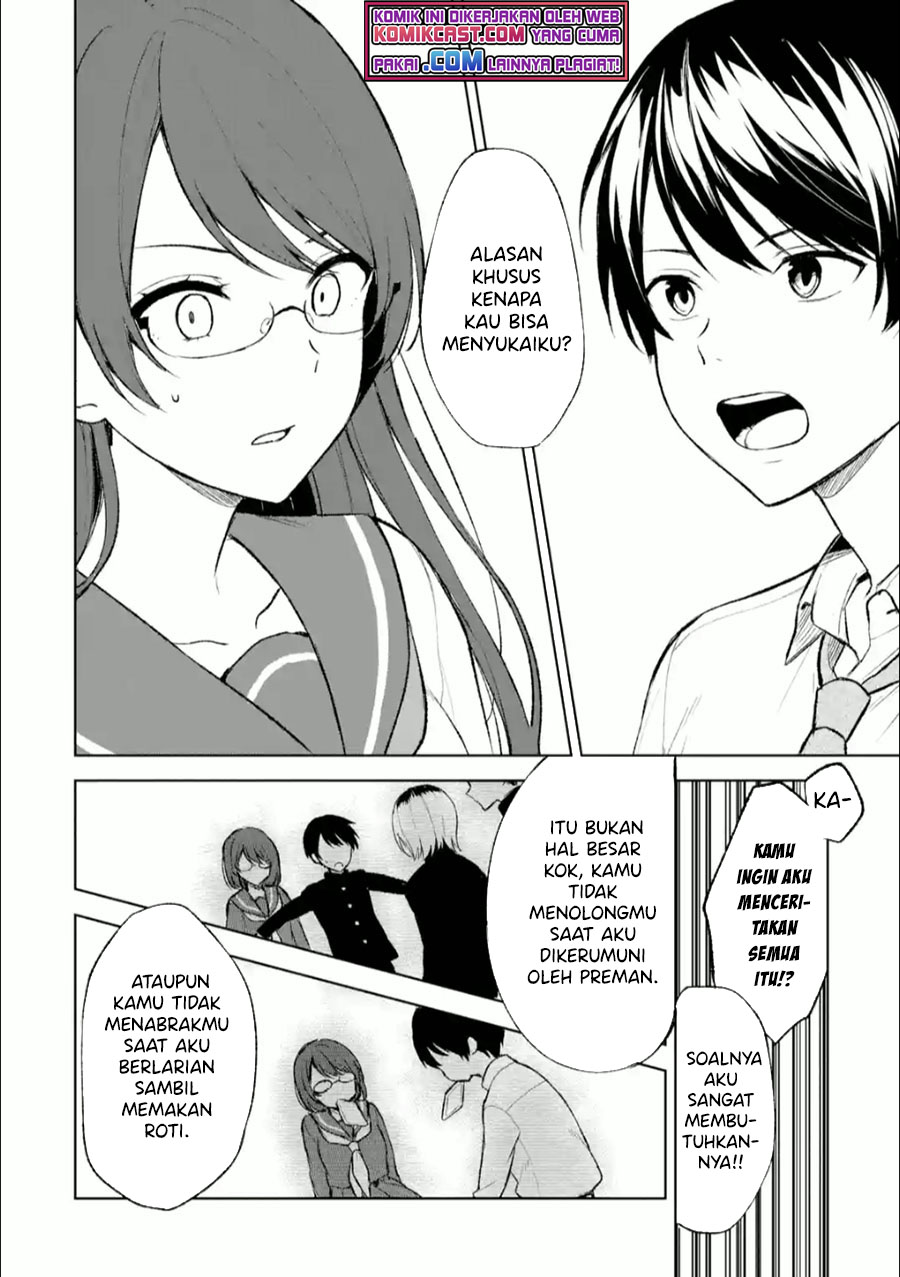 KOMIK INI DIKERJAKAN OLEH WEB
KOMIKCAST.COM YANG CUMA
PAKAI .COM LAINNYA PLAGIAT!
ALASAN
KHUSUS
KENAPA
KAU BISA
MENYUKAIKU?
KA-
KAMU
INGIN AKU
MENCERI-
TAKAN
SEMUA
ITU!?
SOALNYA
AKU
SANGAT
MEMBU-
TUHKAN-
NYA!!
ITU BUKAN
HAL BESAR
KOK, KAMU
TIDAK
MENOLONGMU
SAAT AKU
DIKERUMUNI
OLEH PREMAN.
ATAUPUN
KAMU TIDAK
MENABRAKMU
SAAT AKU
BERLARIAN
SAMBIL
MEMAKAN
ROTI.